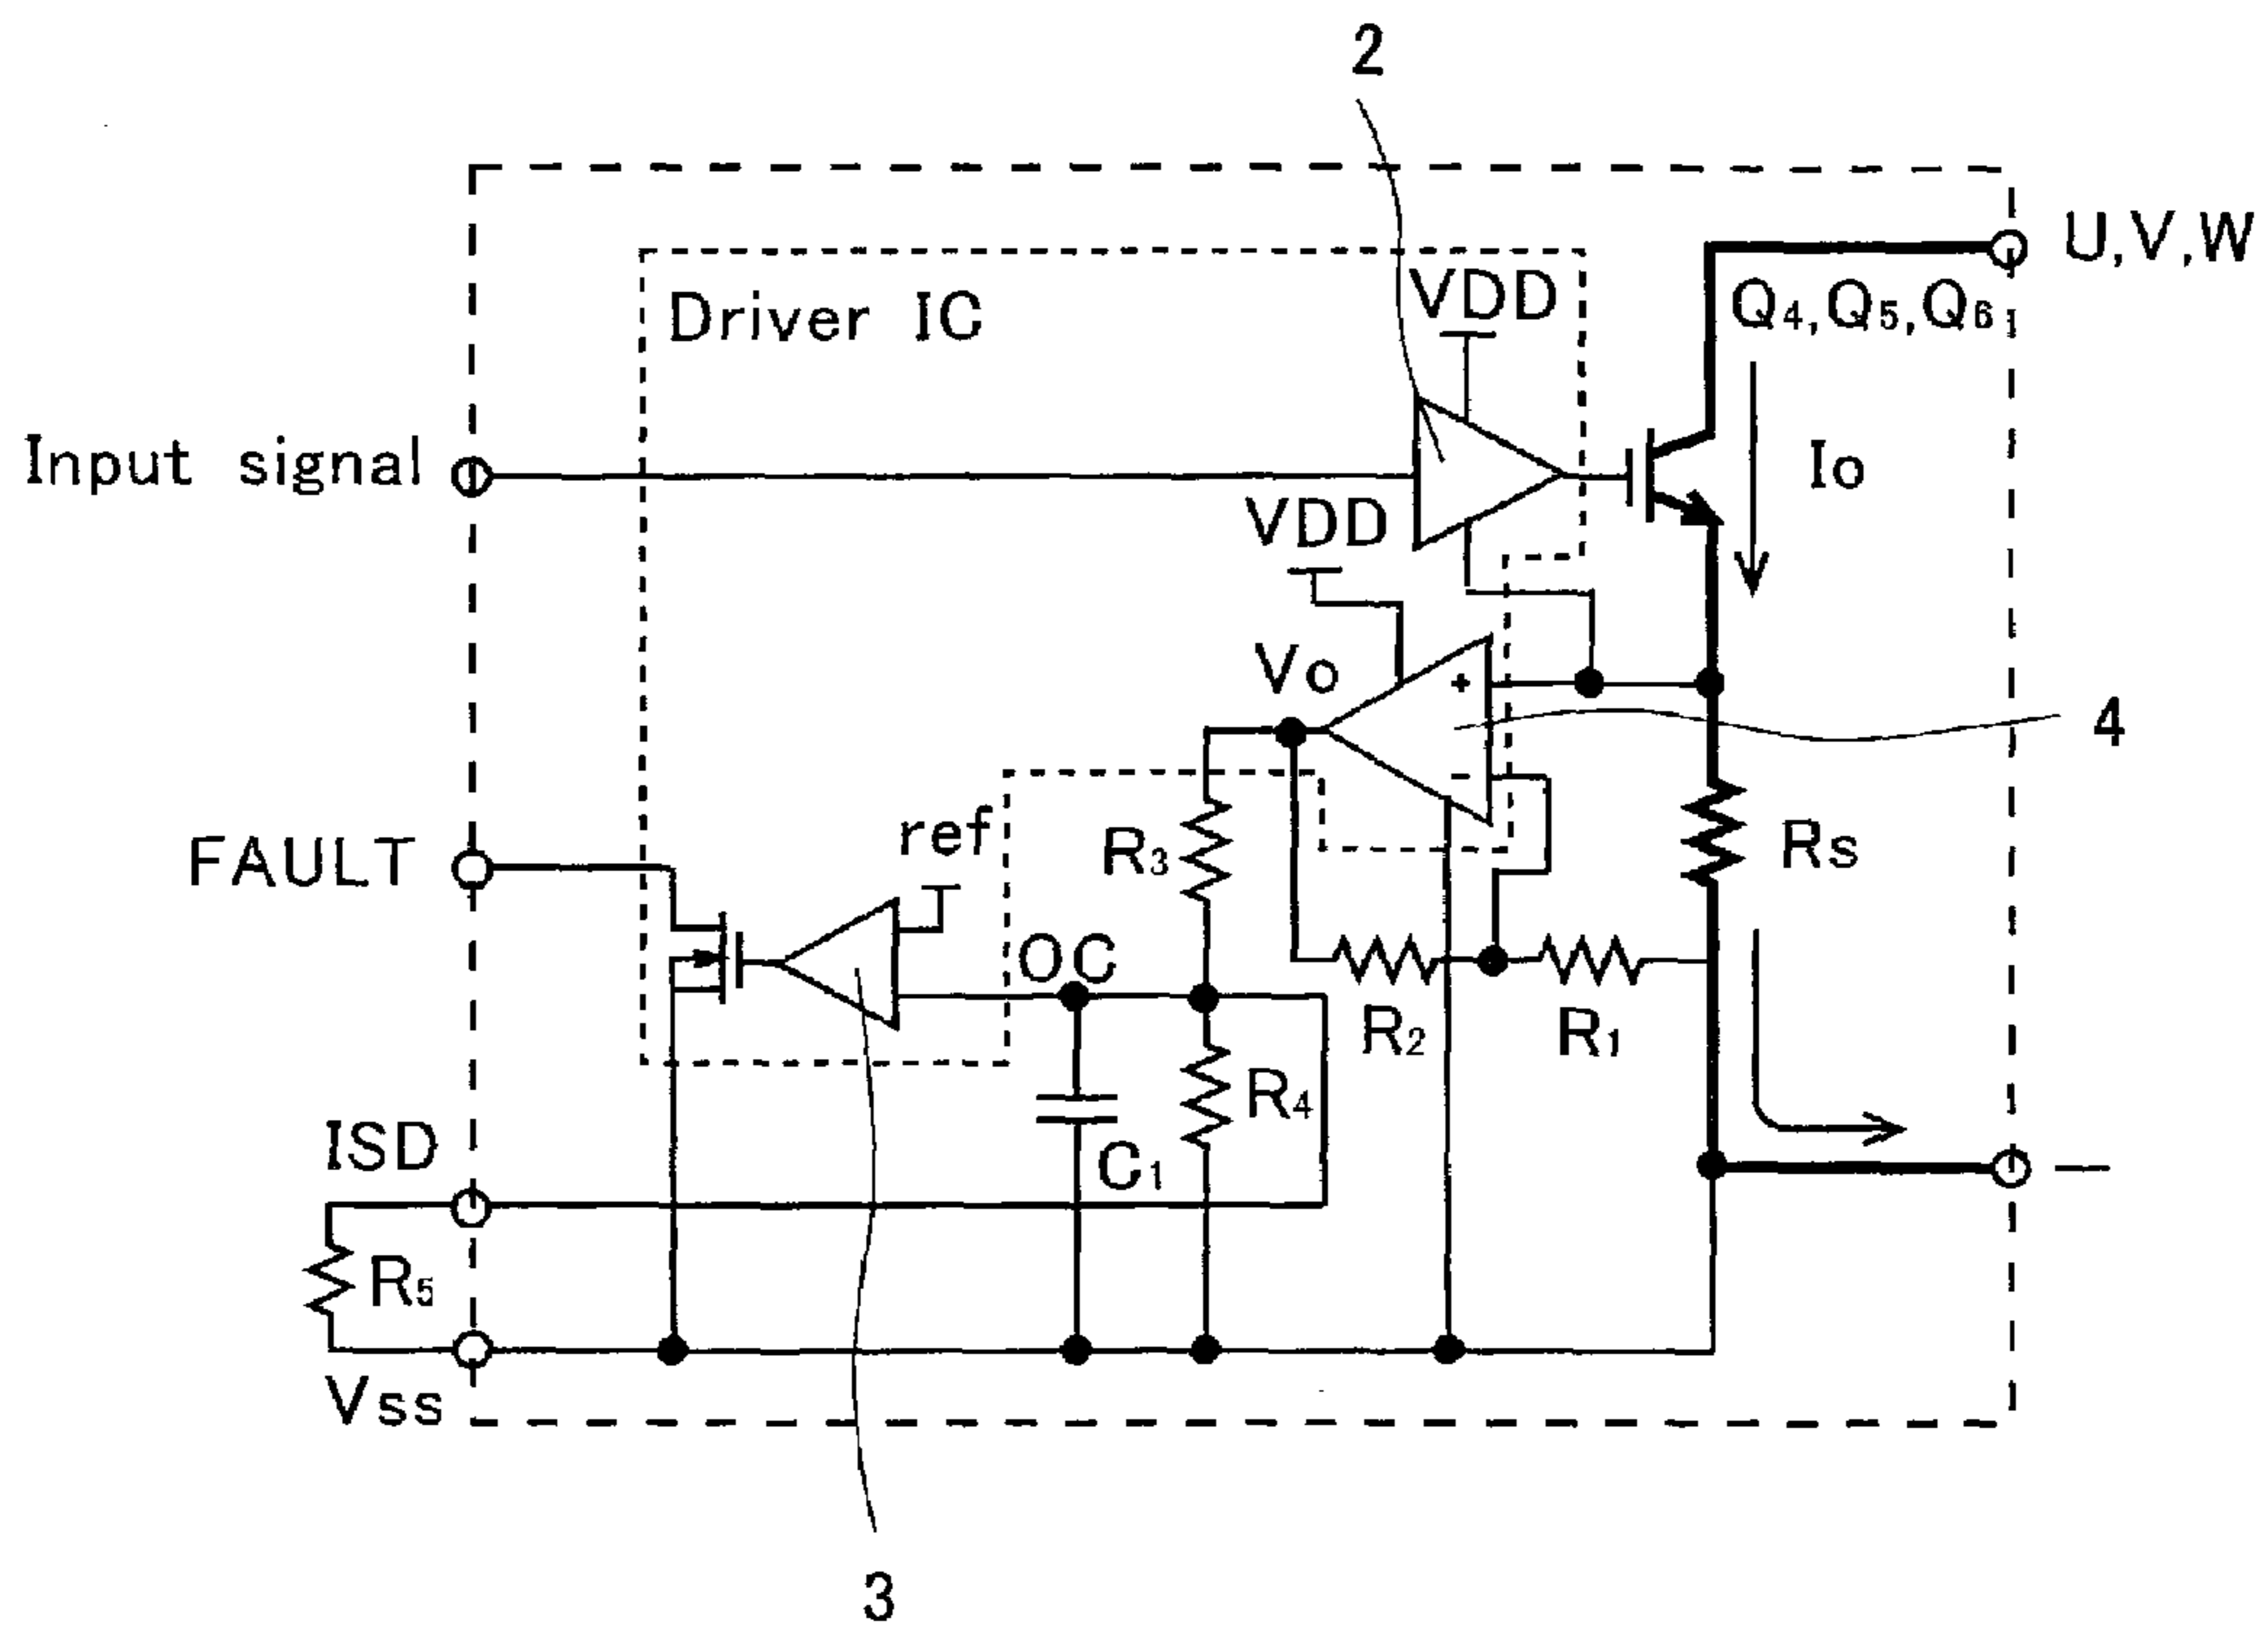 2
U,V,W
VDD
Driver IC
Q4,Q5,Q6
Input signal
Io
VDD
Vo
+
4
-
ref
R3
Rs
FAULT
OC
R2
R1
R4
ISD
C1
—
R5
Vss
3